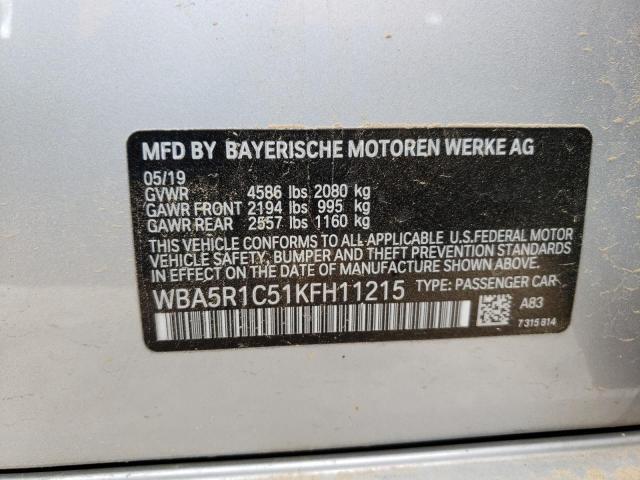 MFD BY BAYERISCHE MOTOREN WERKE AG
05/19
GVWR 4586 lbs 2080 kg
GAWR FRONT 2194 lbs 995 kg
GAWR REAR 2557 lbs 1160 kg
THIS VEHICLE CONFORMS TO ALL APPLICABLE U.S.FEDERAL MOTOR
VEHICLE SAFETY, BUMPER AND THEFT PREVENTION STANDARDS
IN EFFECT ON THE DATE OF MANUFACTURE SHOWN ABOVE.
WBA5R1C51KFH11215 TYPE: PASSENGER CAR
A83
7315814